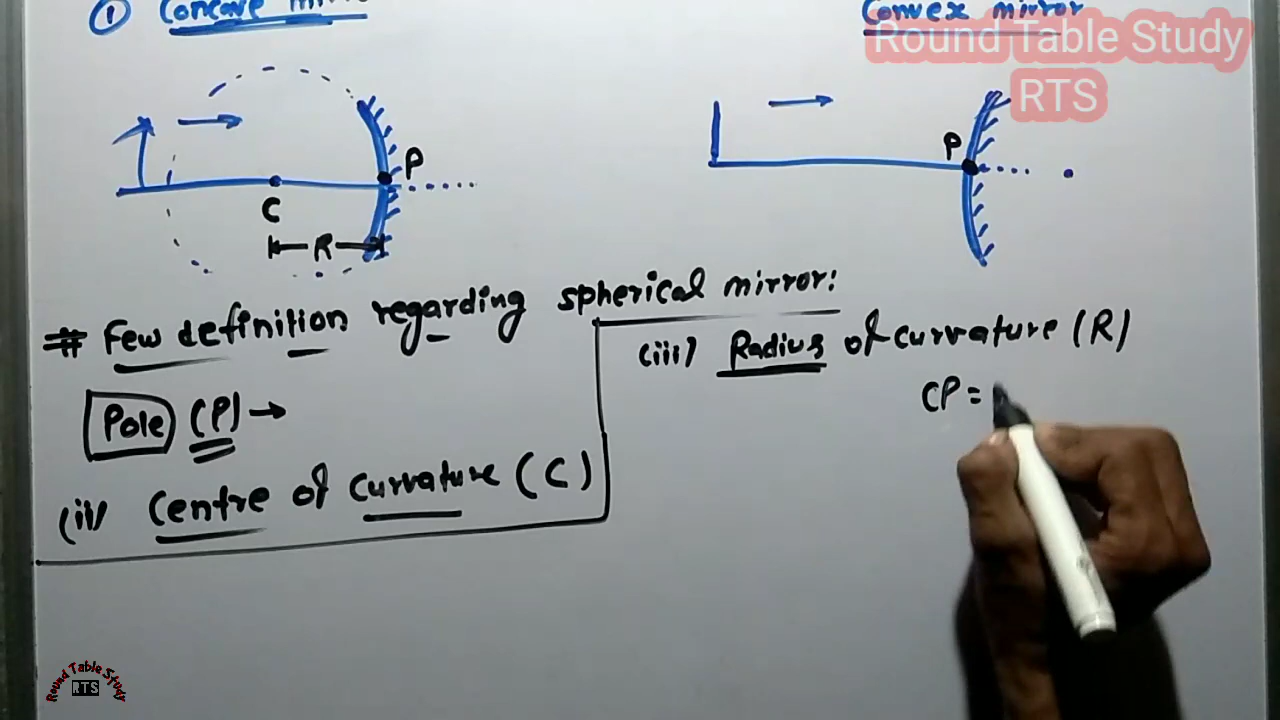 ① Concave mirror
Convex mirror
Round Table Study
RTS
P
C
R
P
# Few definition regarding spherical mirror:
Pole (P) →
(ii) Centre of curvature (C)
(iii) Radius of curvature (R)
CP =
Round Table Study
RTS